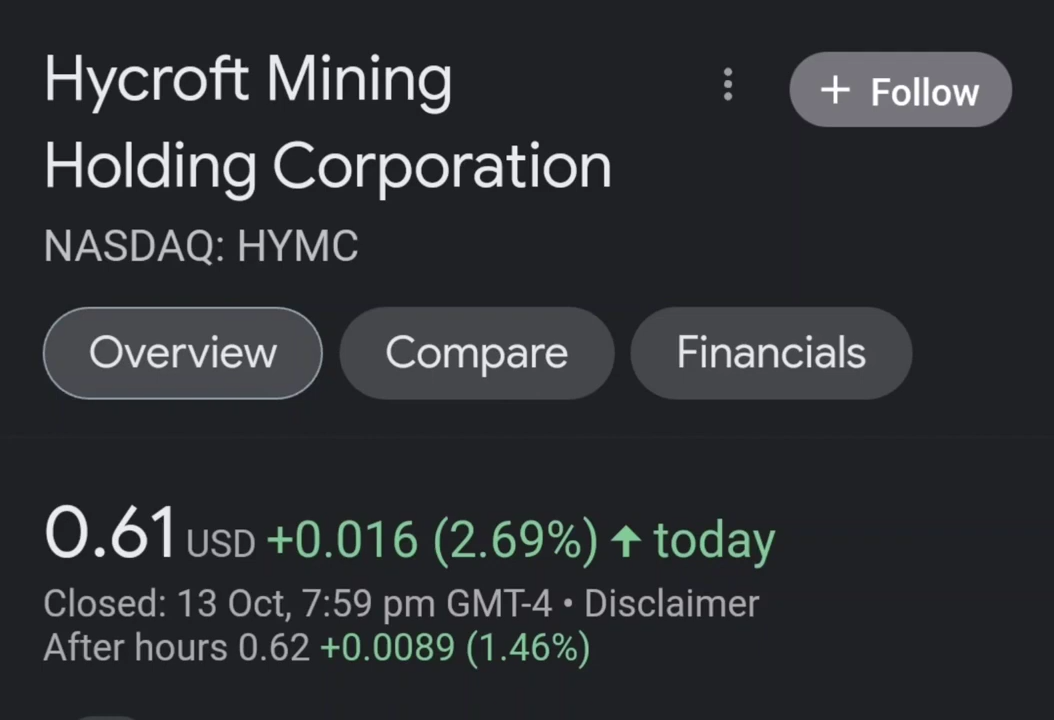 Hycroft Mining
+ Follow
Holding Corporation
NASDAQ: HYMC
Overview
Compare
Financials
0.61 USD +0.016 (2.69%) ↑ today
Closed: 13 Oct, 7:59 pm GMT-4 • Disclaimer
After hours 0.62 +0.0089 (1.46%)